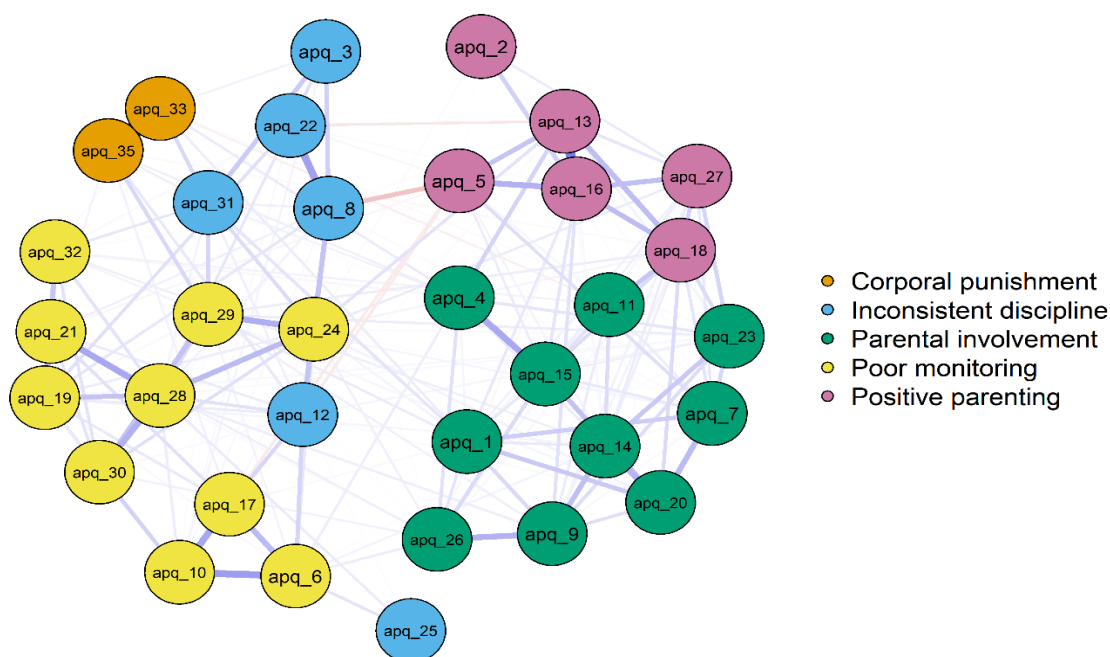 apq_3
apq_2
apq_33
apq_22
apq_13
apq_35
apq_5
apq_16
apq_27
apq_31
apq_8
apq_32
apq_18
apq_4
apq_11
apq_29
apq_24
apq_21
apq_23
apq_15
apq_19
apq_28
apq_12
apq_7
apq_1
apq_14
apq_30
apq_17
apq_20
apq_26
apq_9
apq_10
apq_6
apq_25
Corporal punishment
Inconsistent discipline
Parental involvement
Poor monitoring
Positive parenting